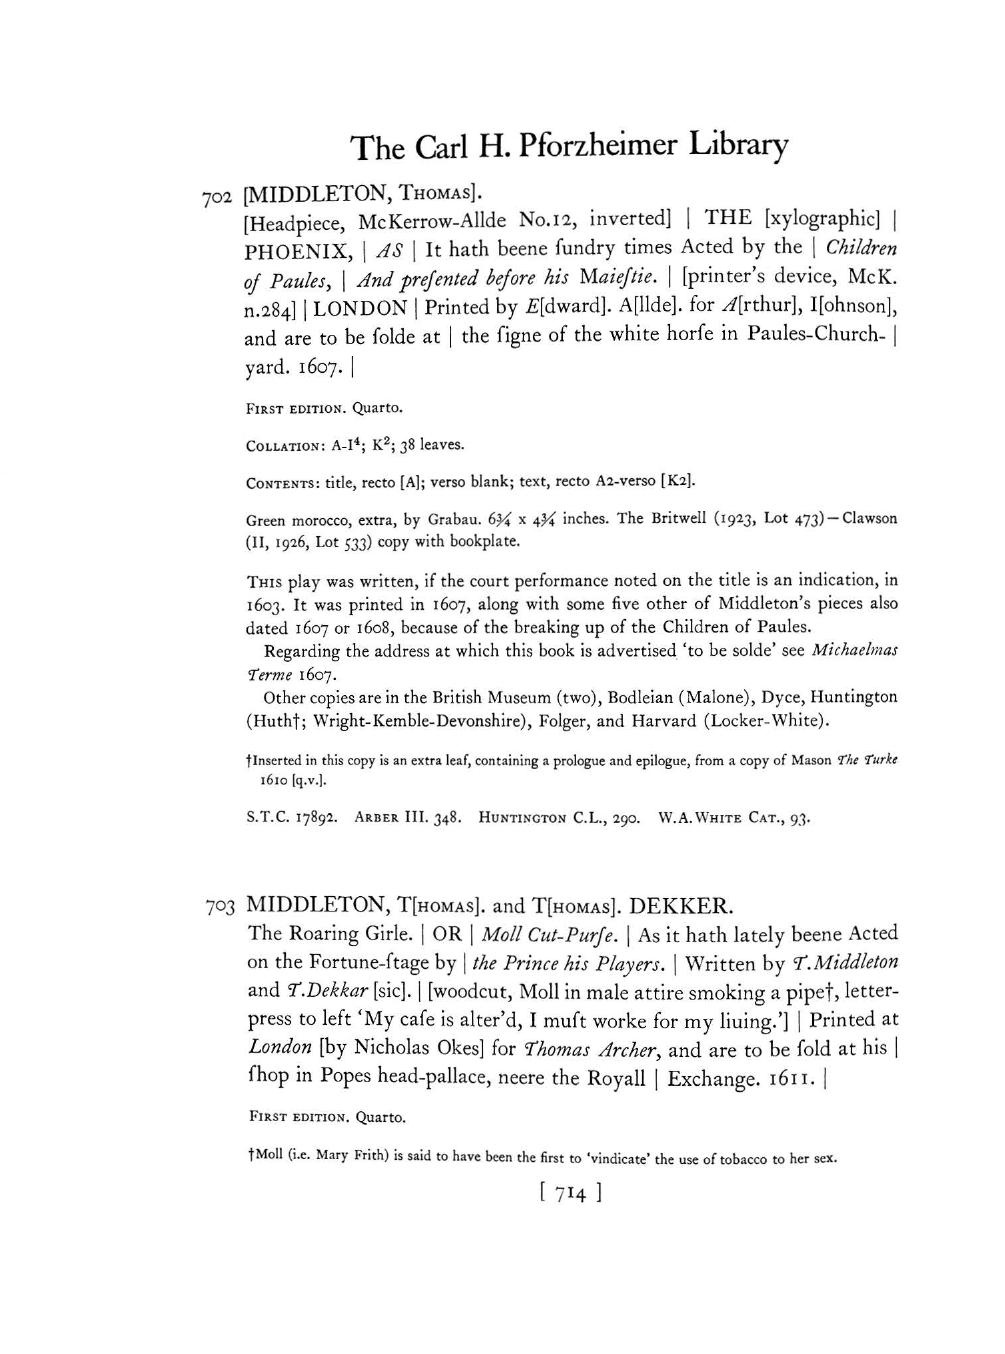 The Carl H. Pforzheimer Library
702 [MIDDLETON, THOMAS].
[Headpiece, McKerrow-Allde No.12, inverted] | THE [xylographic] |
PHOENIX, | AS | It hath beene ſundry times Acted by the | Children
of Paules, | And preſented before his Maieſtie. | [printer's device, McK.
n.284] | LONDON | Printed by E[dward]. A[llde]. for A[rthur], I[ohnson],
and are to be ſolde at | the ſigne of the white horſe in Paules-Church- |
yard. 1607. |
FIRST EDITION. Quarto.
COLLATION: A-I⁴; K²; 38 leaves.
CONTENTS: title, recto [A]; verso blank; text, recto A2-verso [K2].
Green morocco, extra, by Grabau. 6¾ x 4¾ inches. The Britwell (1923, Lot 473)—Clawson
(II, 1926, Lot 533) copy with bookplate.
THIS play was written, if the court performance noted on the title is an indication, in
1603. It was printed in 1607, along with some five other of Middleton's pieces also
dated 1607 or 1608, because of the breaking up of the Children of Paules.
Regarding the address at which this book is advertised 'to be solde' see Michaelmas
Terme 1607.
Other copies are in the British Museum (two), Bodleian (Malone), Dyce, Huntington
(Huth†; Wright-Kemble-Devonshire), Folger, and Harvard (Locker-White).
†Inserted in this copy is an extra leaf, containing a prologue and epilogue, from a copy of Mason The Turke
1610 [q.v.].
S.T.C. 17892. ARBER III. 348. HUNTINGTON C.L., 290. W.A.WHITE CAT., 93.
703 MIDDLETON, T[HOMAS]. and T[HOMAS]. DEKKER.
The Roaring Girle. | OR | Moll Cut-Purſe. | As it hath lately beene Acted
on the Fortune-ſtage by | the Prince his Players. | Written by T.Middleton
and T.Dekkar [sic]. | [woodcut, Moll in male attire smoking a pipe†, letter-
press to left 'My caſe is alter'd, I muſt worke for my liuing.'] | Printed at
London [by Nicholas Okes] for Thomas Archer, and are to be ſold at his |
ſhop in Popes head-pallace, neere the Royall | Exchange. 1611. |
FIRST EDITION. Quarto.
†Moll (i.e. Mary Frith) is said to have been the first to 'vindicate' the use of tobacco to her sex.
[ 714 ]